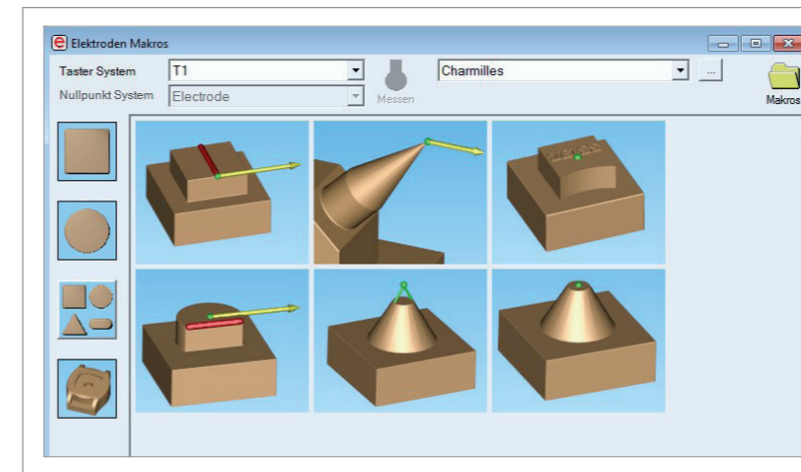 Elektroden Makros
Taster System T1 Charmilles ...
Nullpunkt System Electrode Messen Makros